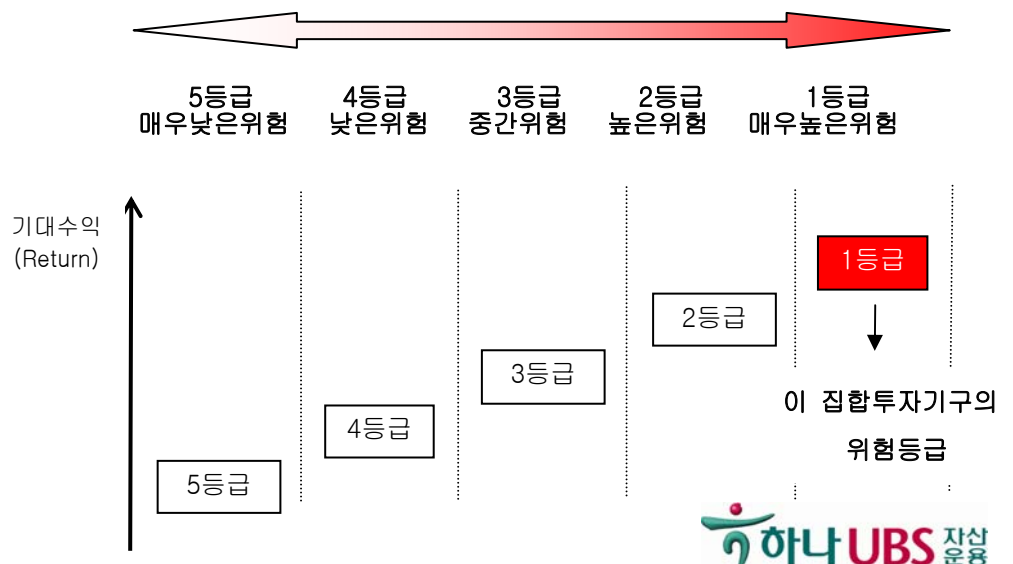 5등급 4등급 3등급 2등급 1등급
매우낮은위험 낮은위험 중간위험 높은위험 매우높은위험
기대수익
(Return)
1등급
2등급
3등급
이 집합투자기구의
4등급
위험등급
5등급
하나 UBS 자산
운용